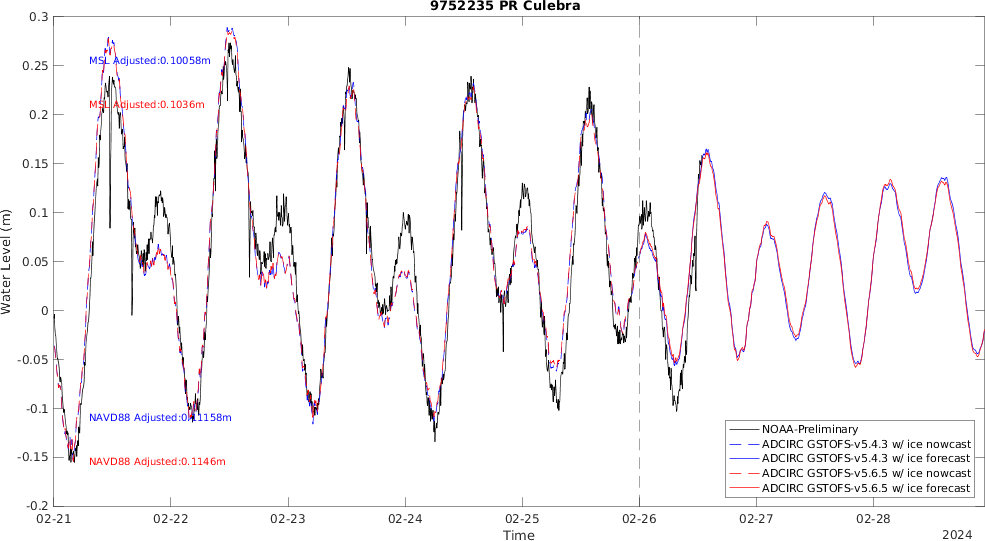 9752235 PR Culebra
0.3
0.25
0.2
0.15
0.1
0.05
0
-0.05
-0.1
-0.15
-0.2
Water Level (m)
MSL Adjusted:0.10058m
MSL Adjusted:0.1036m
NAVD88 Adjusted:0.11158m
NAVD88 Adjusted:0.1146m
NOAA-Preliminary
ADCIRC GSTOFS-v5.4.3 w/ ice nowcast
ADCIRC GSTOFS-v5.4.3 w/ ice forecast
ADCIRC GSTOFS-v5.6.5 w/ ice nowcast
ADCIRC GSTOFS-v5.6.5 w/ ice forecast
02-21 02-22 02-23 02-24 02-25 02-26 02-27 02-28
Time
2024